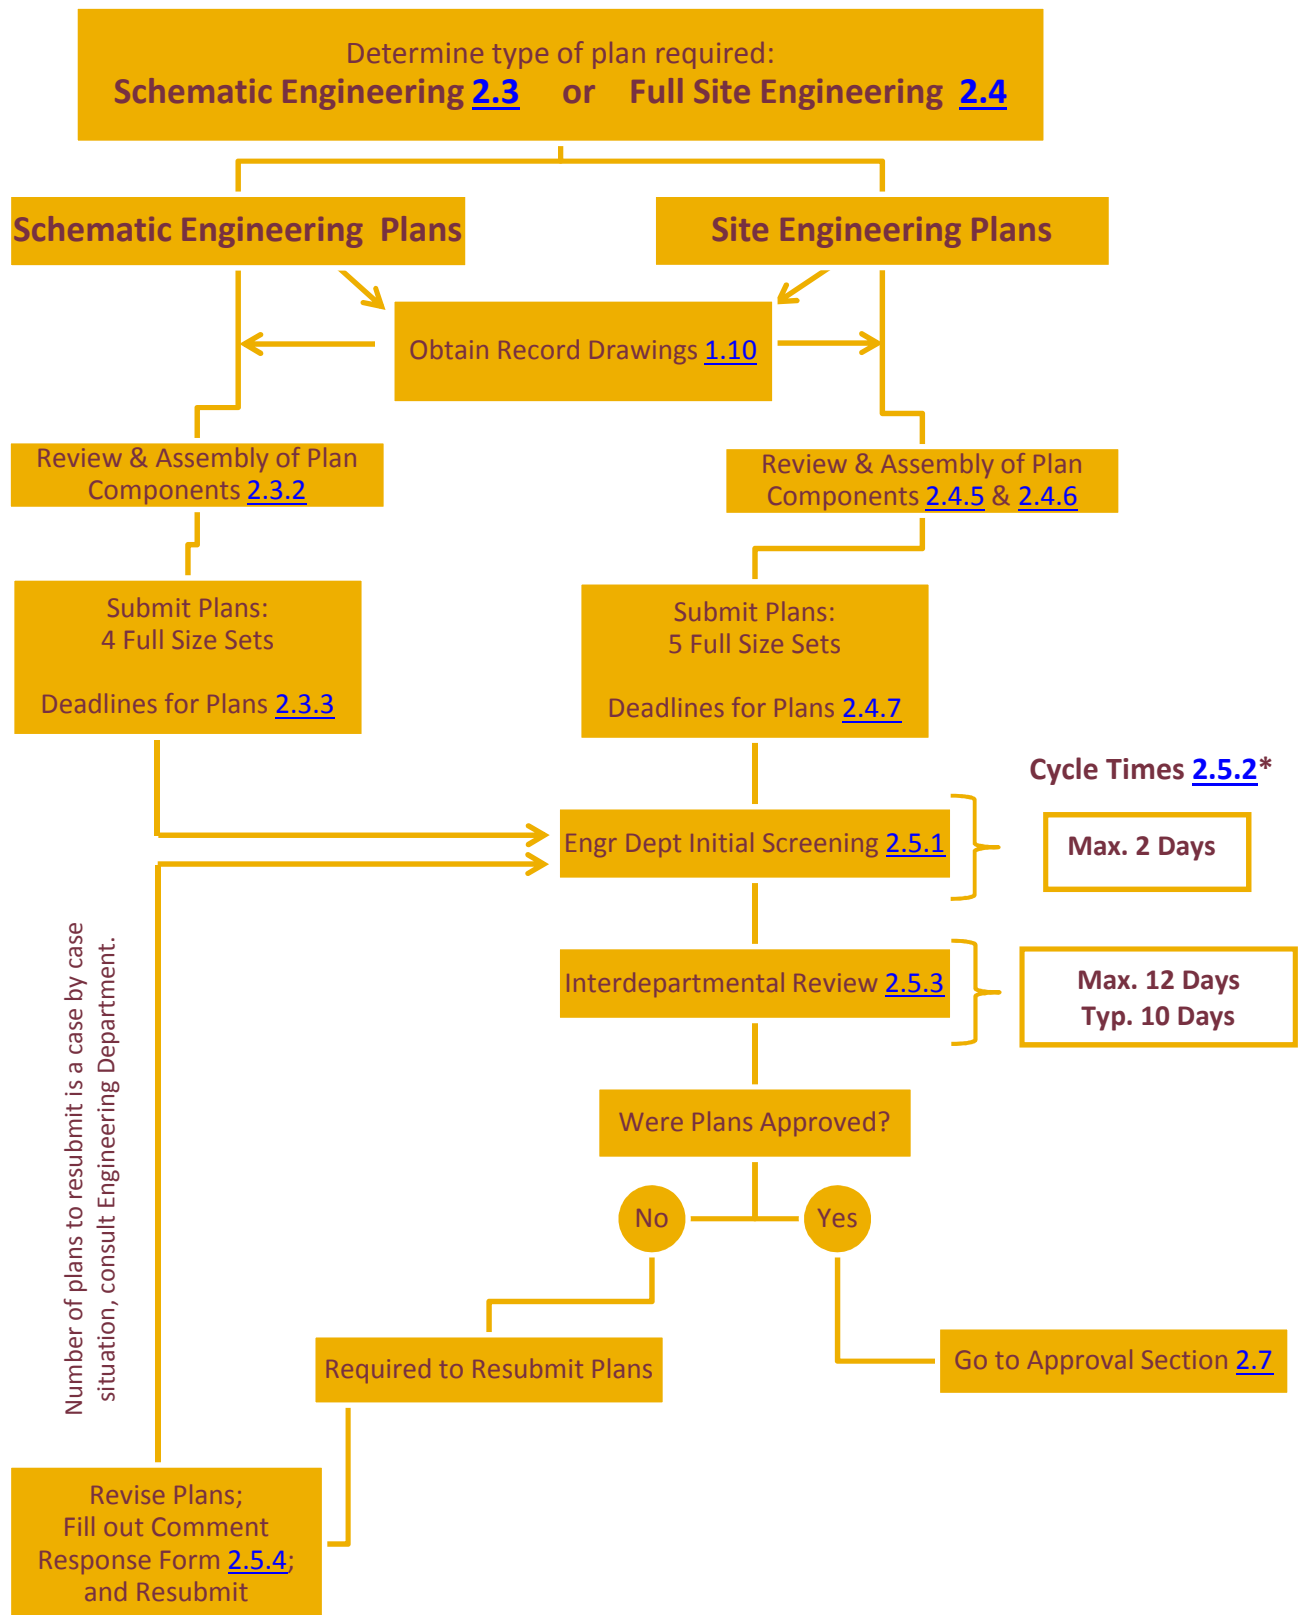 Determine type of plan required:
Schematic Engineering 2.3 or Full Site Engineering 2.4
Schematic Engineering Plans
Site Engineering Plans
Obtain Record Drawings 1.10
Review & Assembly of Plan
Components 2.3.2
Review & Assembly of Plan
Components 2.4.5 & 2.4.6
Submit Plans:
4 Full Size Sets
Deadlines for Plans 2.3.3
Submit Plans:
5 Full Size Sets
Deadlines for Plans 2.4.7
Cycle Times 2.5.2*
Engr Dept Initial Screening 2.5.1
Max. 2 Days
Interdepartmental Review 2.5.3
Max. 12 Days
Typ. 10 Days
Were Plans Approved?
No
Yes
Number of plans to resubmit is a case by case
situation, consult Engineering Department.
Required to Resubmit Plans
Go to Approval Section 2.7
Revise Plans;
Fill out Comment
Response Form 2.5.4;
and Resubmit